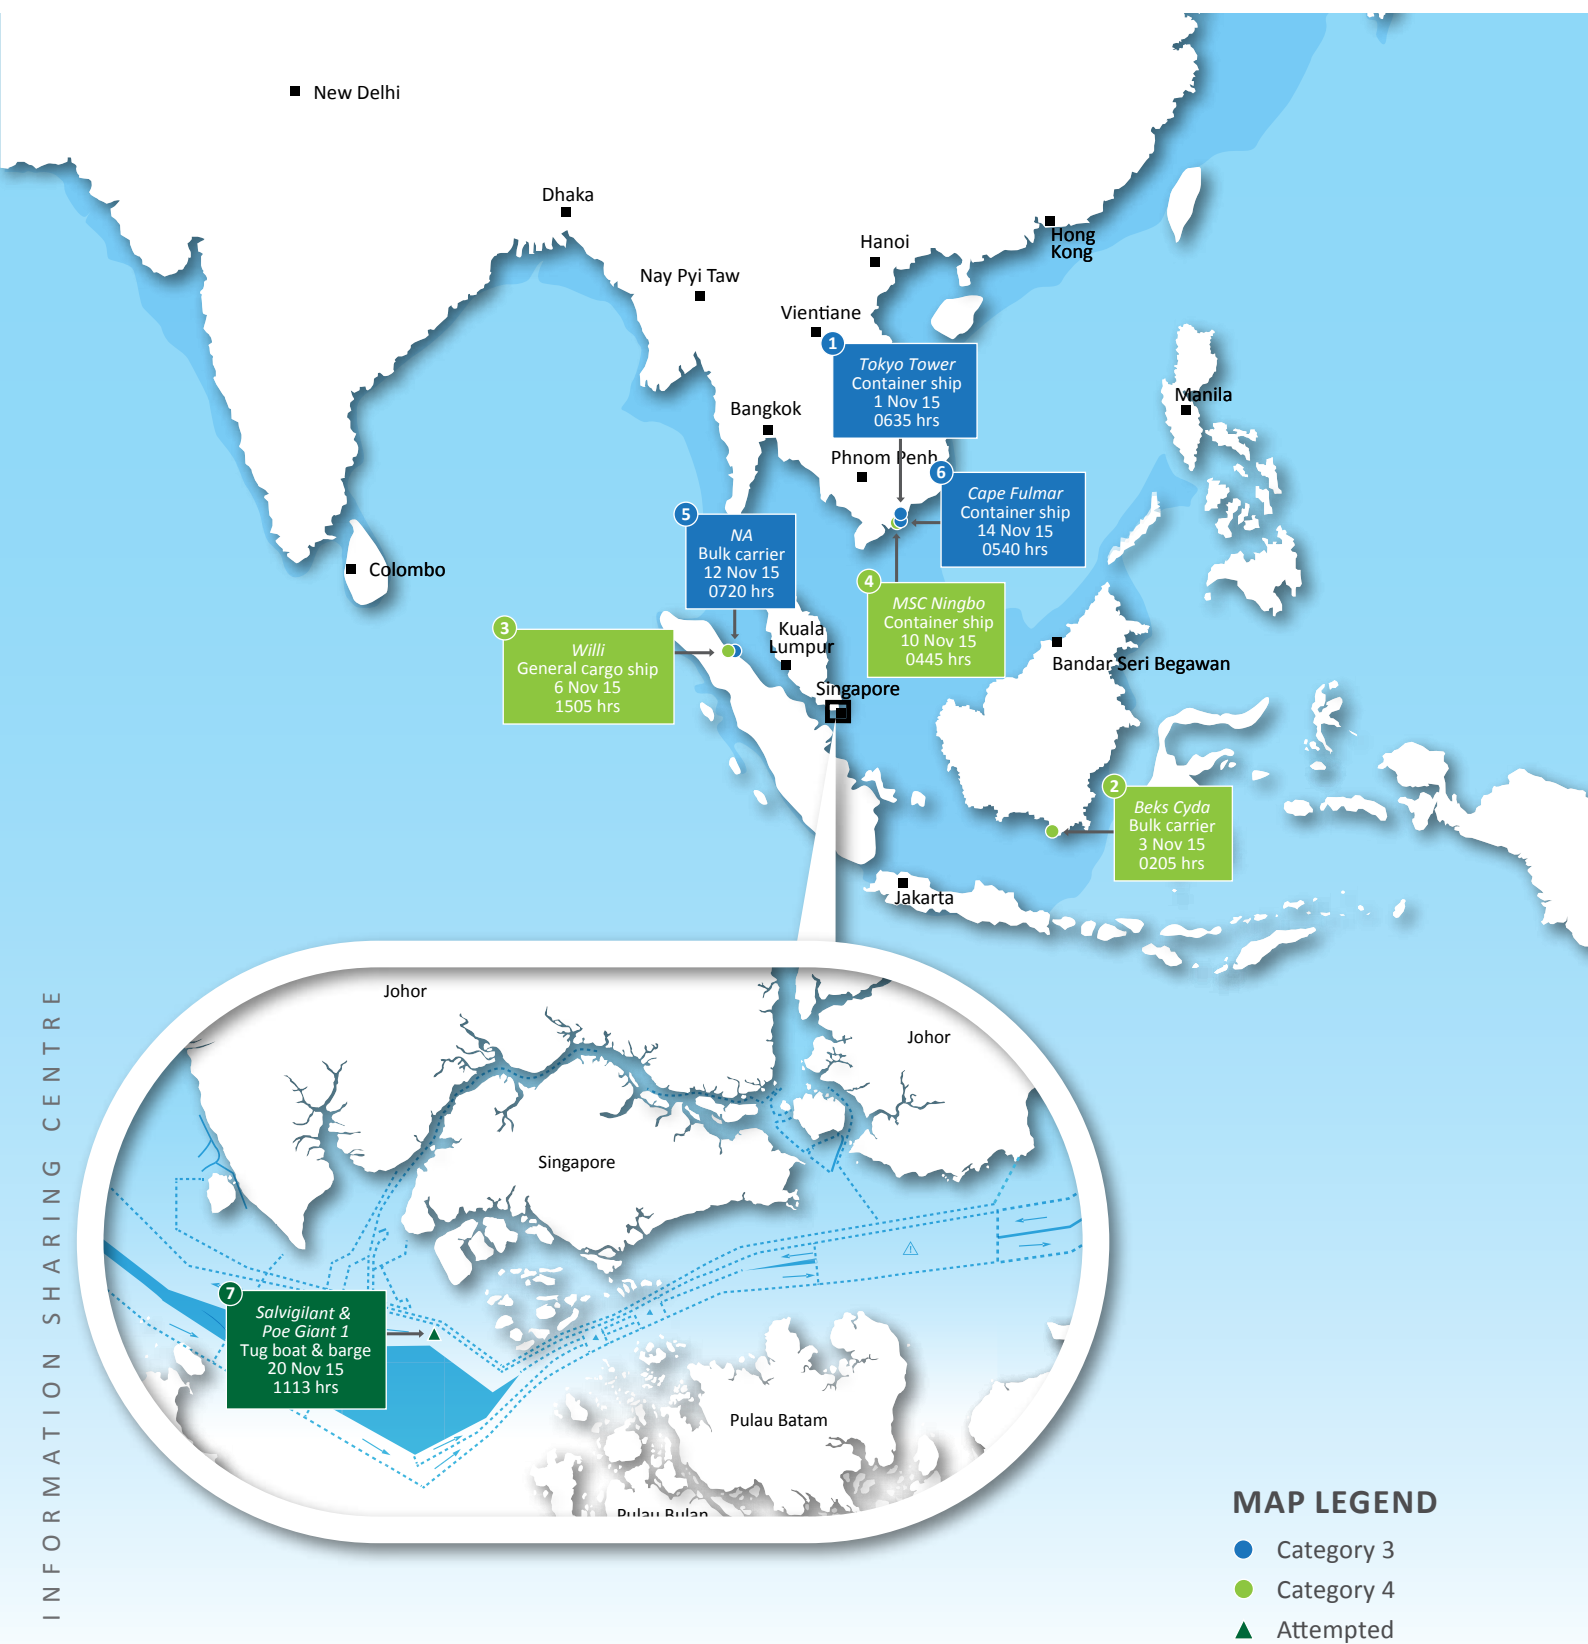 New Delhi
Dhaka
Hanoi
Hong
Kong
Nay Pyi Taw
Vientiane
1
Tokyo Tower
Container ship
1 Nov 15
0635 hrs
Manila
Bangkok
Phnom Penh
6
Cape Fulmar
Container ship
14 Nov 15
0540 hrs
5
NA
Bulk carrier
12 Nov 15
0720 hrs
Colombo
4
MSC Ningbo
Container ship
10 Nov 15
0445 hrs
3
Willi
General cargo ship
6 Nov 15
1505 hrs
Kuala
Lumpur
Bandar Seri Begawan
Singapore
2
Beks Cyda
Bulk carrier
3 Nov 15
0205 hrs
Jakarta
INFORMATION SHARING CENTRE
Johor
Johor
Singapore
7
Salvigilant &
Poe Giant 1
Tug boat & barge
20 Nov 15
1113 hrs
Pulau Batam
Pulau Bulan
MAP LEGEND
Category 3
Category 4
Attempted